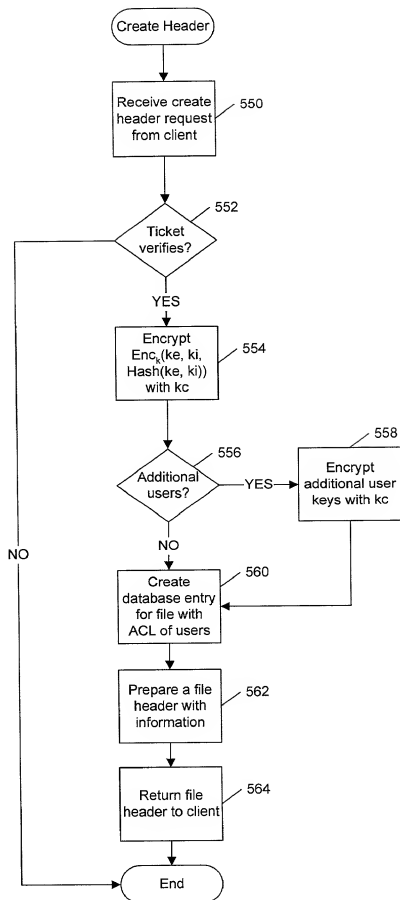 Create Header
Receive create
header request
from client
550
552
Ticket
verifies?
YES
Encrypt
Enck(ke, ki,
Hash(ke, ki))
with kc
554
556
Additional
users?
YES
558
Encrypt
additional user
keys with kc
NO
NO
Create
database entry
for file with
ACL of users
560
Prepare a file
header with
information
562
Return file
header to client
564
End